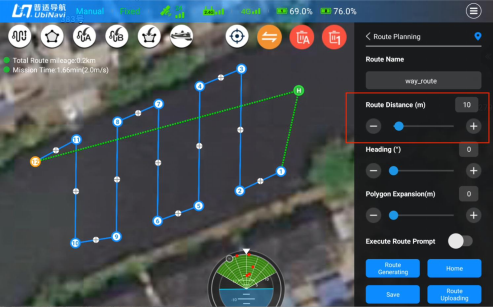 普适导航
UbiNavi
Manual
Fixed
4G
69.0%
76.0%
A
B
A
Total Route mileage:0.2km
Mission Time:1.66min(2.0m/s)
3
4
H
7
8
11
12
1
2
5
6
9
10
Route Planning
Route Name
way_route
Route Distance (m)
10
Heading (°)
0
Polygon Expansion(m)
0
Execute Route Prompt
Route Generating
Home
Save
Route Uploading